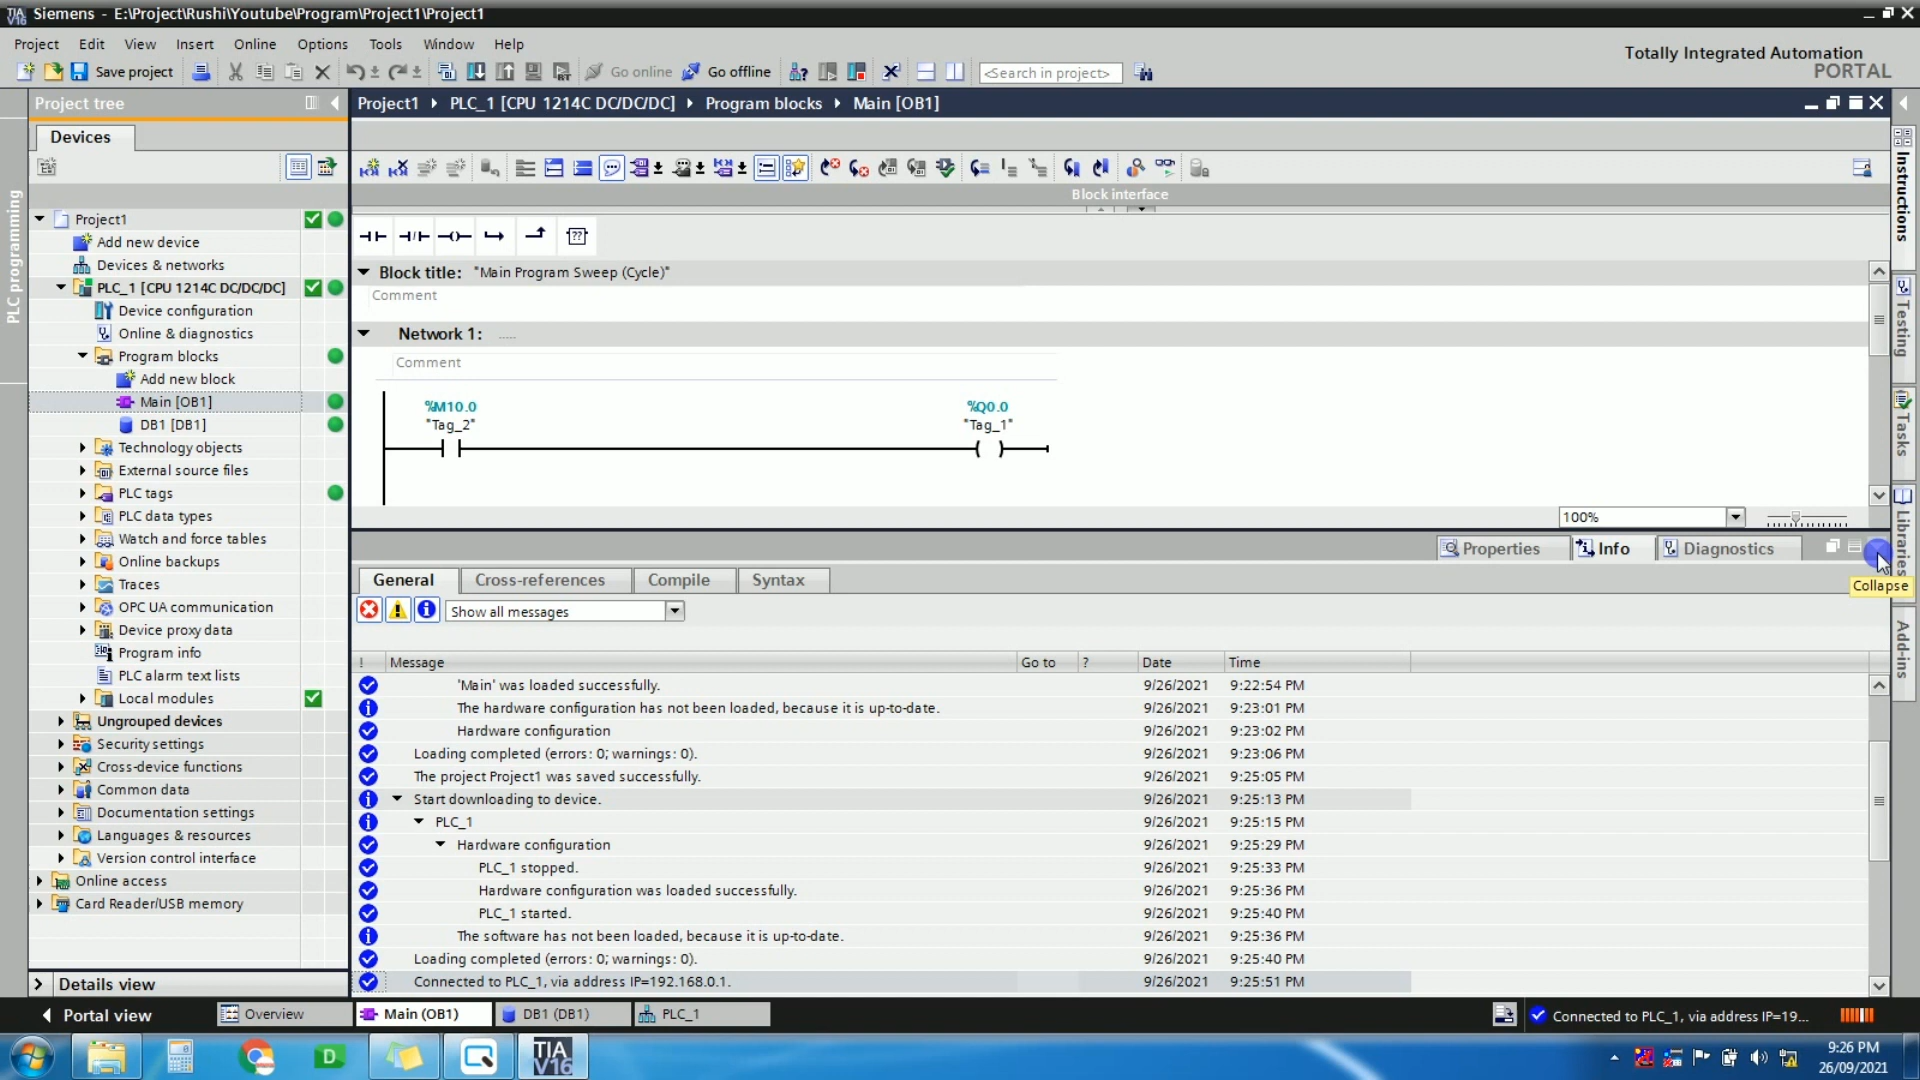 Siemens - E:\Project\Rushi\Youtube\Program\Project1\Project1
Project Edit View Insert Online Options Tools Window Help
Totally Integrated Automation
PORTAL
Save project
Go online
Go offline
<Search in project>
Project tree
Project1 PLC_1 [CPU 1214C DC/DC/DC] Program blocks Main [OB1]
Devices
PLC programming
Block interface
Project1
Add new device
Devices & networks
PLC_1 [CPU 1214C DC/DC/DC]
Device configuration
Online & diagnostics
Program blocks
Add new block
Main [OB1]
DB1 [DB1]
Technology objects
External source files
PLC tags
PLC data types
Watch and force tables
Online backups
Traces
OPC UA communication
Device proxy data
Program info
PLC alarm text lists
Local modules
Ungrouped devices
Security settings
Cross-device functions
Common data
Documentation settings
Languages & resources
Version control interface
Online access
Card Reader/USB memory
Details view
??
Block title: "Main Program Sweep (Cycle)"
Comment
Network 1: .....
Comment
%M10.0
"Tag_2"
%Q0.0
"Tag_1"
100%
Instructions
Testing
Tasks
Libraries
Add-ins
Properties Info Diagnostics
Collapse
General Cross-references Compile Syntax
Show all messages
! Message Go to ? Date Time
'Main' was loaded successfully. 9/26/2021 9:22:54 PM
The hardware configuration has not been loaded, because it is up-to-date. 9/26/2021 9:23:01 PM
Hardware configuration 9/26/2021 9:23:02 PM
Loading completed (errors: 0; warnings: 0). 9/26/2021 9:23:06 PM
The project Project1 was saved successfully. 9/26/2021 9:25:05 PM
Start downloading to device. 9/26/2021 9:25:13 PM
PLC_1 9/26/2021 9:25:15 PM
Hardware configuration 9/26/2021 9:25:29 PM
PLC_1 stopped. 9/26/2021 9:25:33 PM
Hardware configuration was loaded successfully. 9/26/2021 9:25:36 PM
PLC_1 started. 9/26/2021 9:25:40 PM
The software has not been loaded, because it is up-to-date. 9/26/2021 9:25:36 PM
Loading completed (errors: 0; warnings: 0). 9/26/2021 9:25:40 PM
Connected to PLC_1, via address IP=192.168.0.1. 9/26/2021 9:25:51 PM
Portal view Overview Main (OB1) DB1 (DB1) PLC_1
Connected to PLC_1, via address IP=19...
D
TIA
V16
9:26 PM
26/09/2021